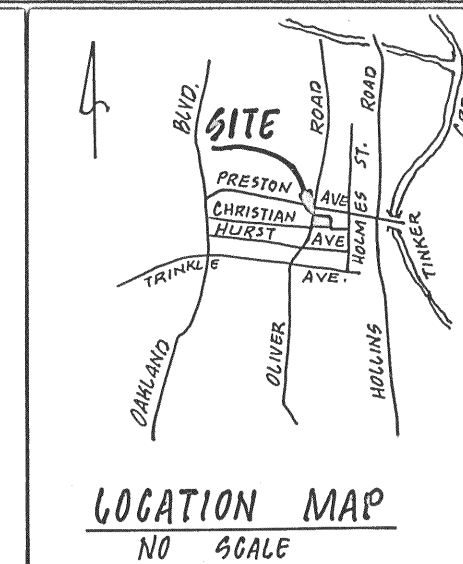 BLVD.
SITE
ROAD
ROAD
PRESTON AVE
CHRISTIAN
HURST AVE
ST.
HOLMES
TRINKLE AVE.
TINKER
OAKLAND
OLIVER
HOLLINS
LOCATION MAP
NO SCALE